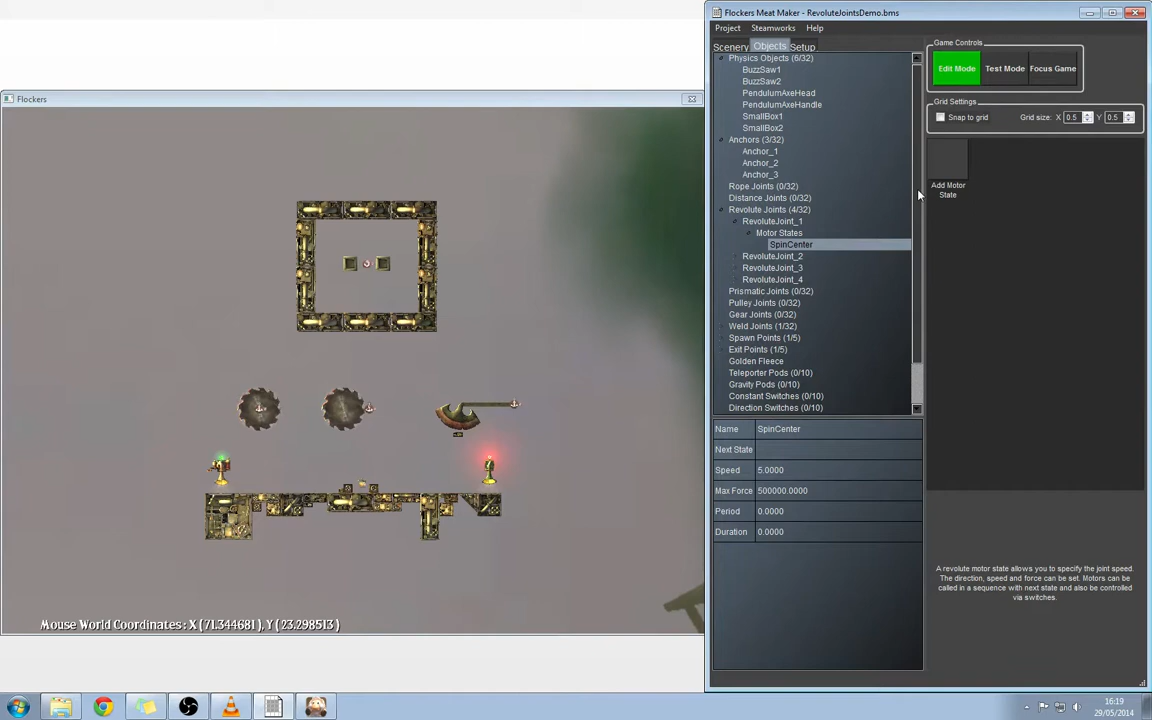 Flockers Meat Maker - RevoluteJointsDemo.bms
Project Steamworks Help
Scenery Objects Setup
Physics Objects (6/32)
BuzzSaw1
BuzzSaw2
PendulumAxeHead
PendulumAxeHandle
SmallBox1
SmallBox2
Anchors (3/32)
Anchor_1
Anchor_2
Anchor_3
Rope Joints (0/32)
Distance Joints (0/32)
Revolute Joints (4/32)
RevoluteJoint_1
Motor States
SpinCenter
RevoluteJoint_2
RevoluteJoint_3
RevoluteJoint_4
Prismatic Joints (0/32)
Pulley Joints (0/32)
Gear Joints (0/32)
Weld Joints (1/32)
Spawn Points (1/5)
Exit Points (1/5)
Golden Fleece
Teleporter Pods (0/10)
Gravity Pods (0/10)
Constant Switches (0/10)
Direction Switches (0/10)
Name SpinCenter
Next State
Speed 5.0000
Max Force 500000.0000
Period 0.0000
Duration 0.0000
Game Controls
Edit Mode Test Mode Focus Game
Grid Settings
Snap to grid Grid size: X 0.5 Y 0.5
Add Motor
State
A revolute motor state allows you to specify the joint speed.
The direction, speed and force can be set. Motors can be
called in a sequence with next state and also be controlled
via switches.
Flockers
Mouse World Coordinates : X ( 71.344681 ), Y ( 23.298513 )
16:19
29/05/2014